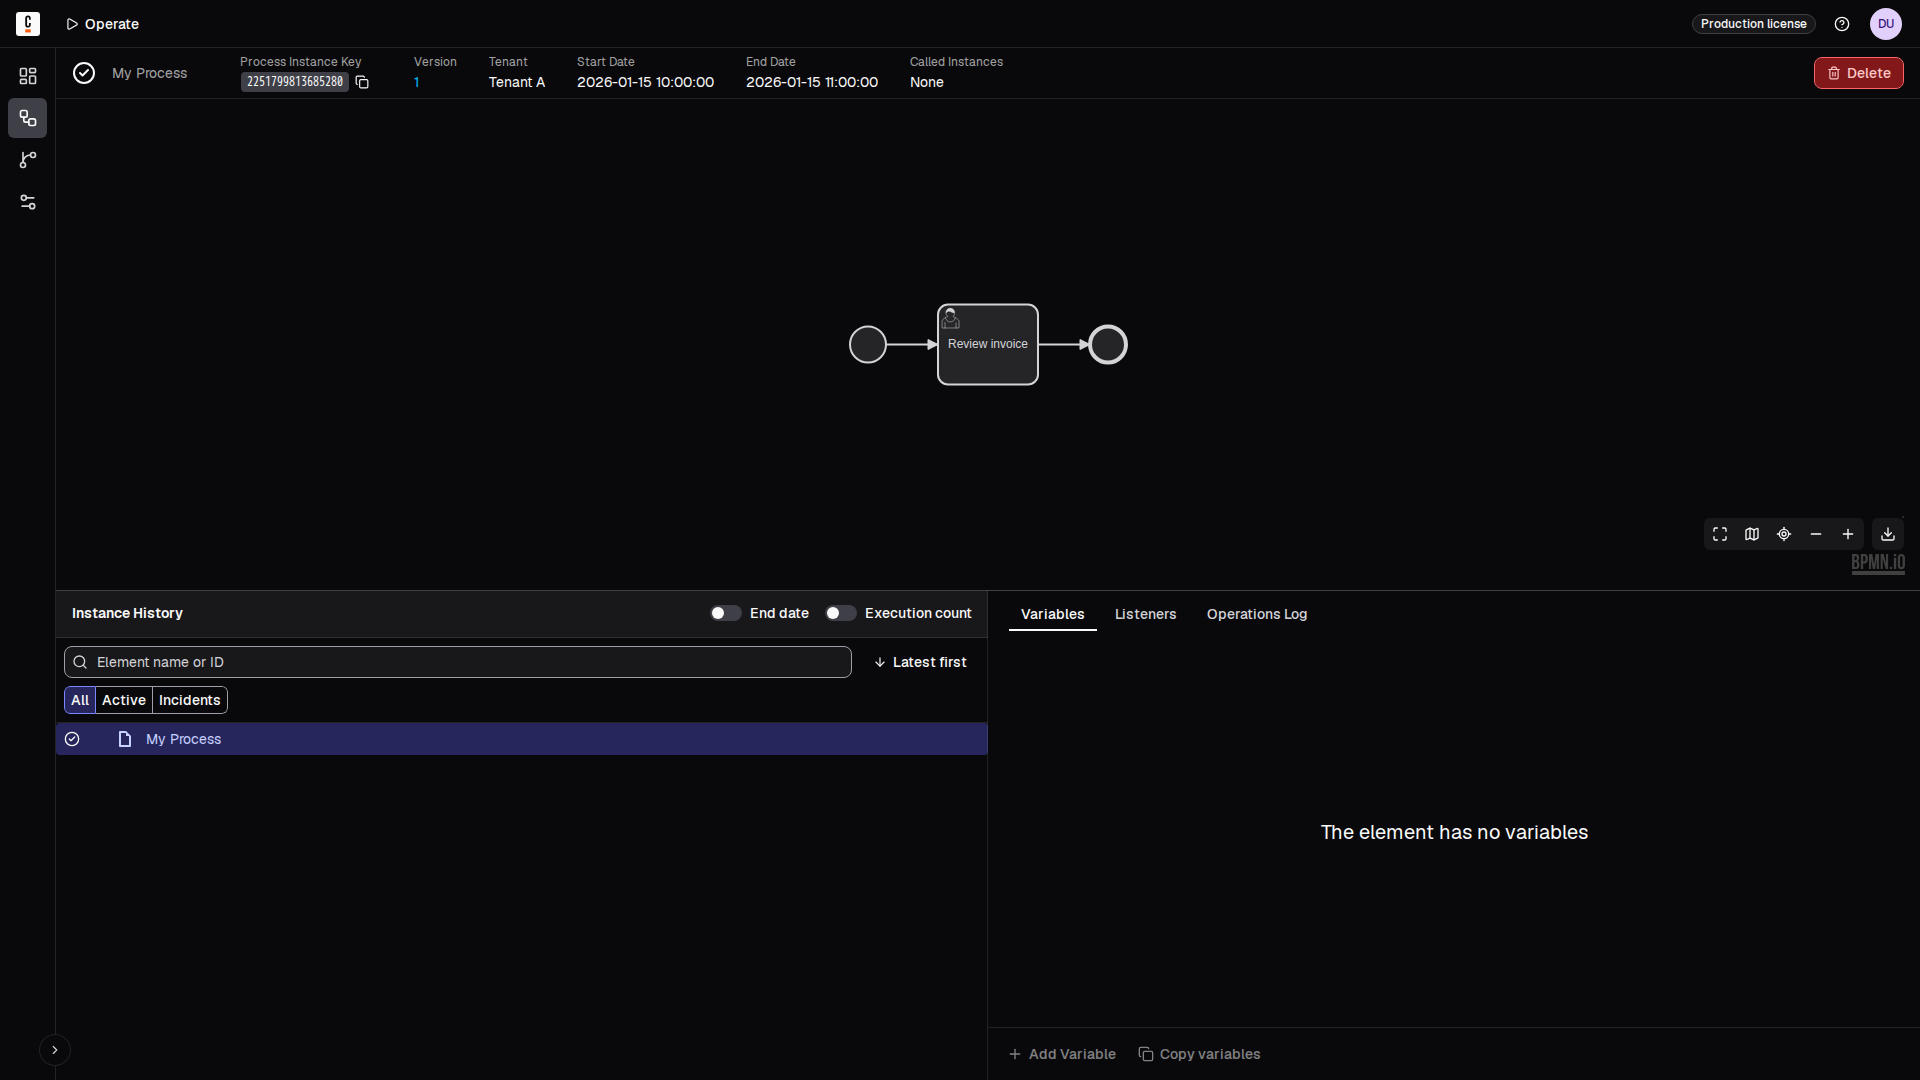 Operate
Production license
DU
My Process
Process Instance Key
2251799813685280
Version
1
Tenant
Tenant A
Start Date
2026-01-15 10:00:00
End Date
2026-01-15 11:00:00
Called Instances
None
Delete
Review invoice
BPMN.iO
Instance History
End date
Execution count
Element name or ID
Latest first
All
Active
Incidents
My Process
Variables
Listeners
Operations Log
The element has no variables
Add Variable
Copy variables